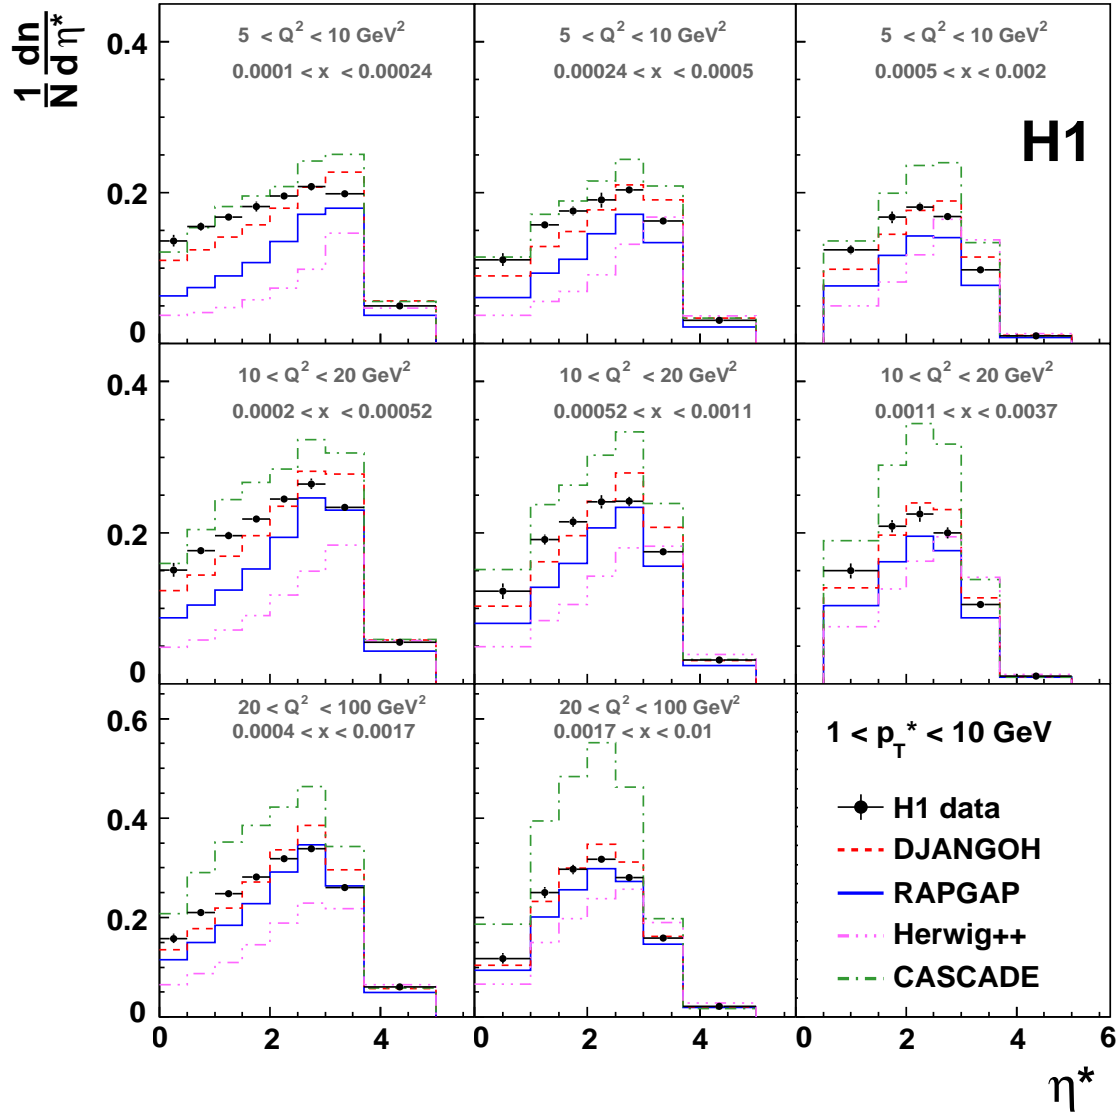 1/N dn/dη*
0.4
0.2
0
5 < Q² < 10 GeV²
0.0001 < x < 0.00024
5 < Q² < 10 GeV²
0.00024 < x < 0.0005
5 < Q² < 10 GeV²
0.0005 < x < 0.002
H1
0.4
0.2
0
10 < Q² < 20 GeV²
0.0002 < x < 0.00052
10 < Q² < 20 GeV²
0.00052 < x < 0.0011
10 < Q² < 20 GeV²
0.0011 < x < 0.0037
0.6
0.4
0.2
0
20 < Q² < 100 GeV²
0.0004 < x < 0.0017
20 < Q² < 100 GeV²
0.0017 < x < 0.01
1 < p_T* < 10 GeV
H1 data
DJANGOH
RAPGAP
Herwig++
CASCADE
0 2 4 0 2 4 0 2 4 6
η*